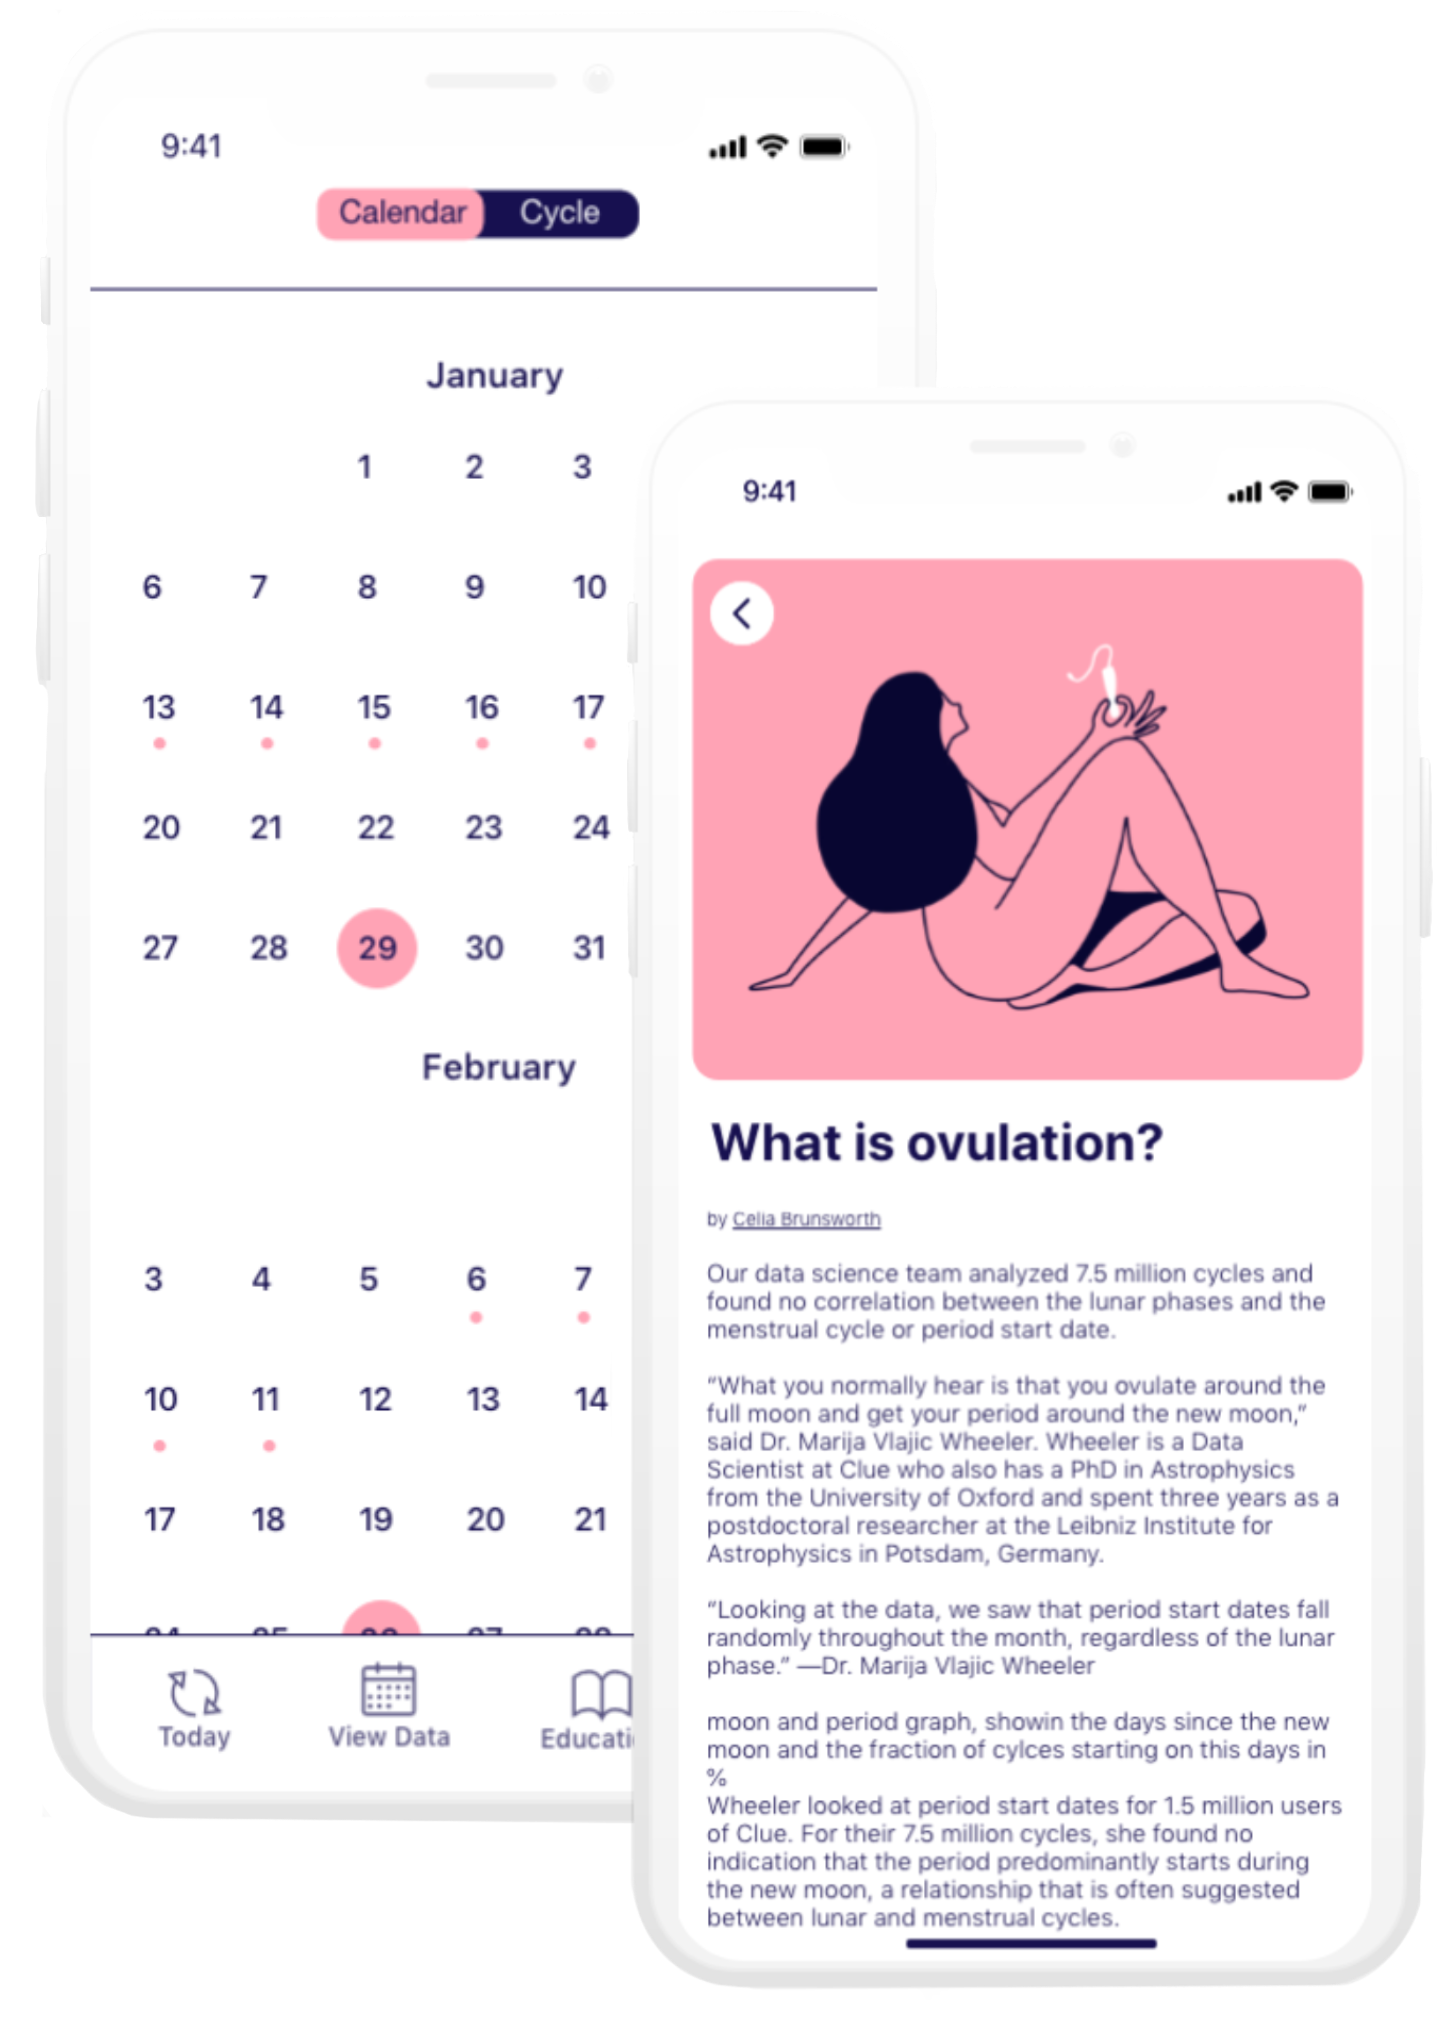 9:41
Calendar Cycle
January
1 2 3
6 7 8 9 10
13 14 15 16 17
20 21 22 23 24
27 28 29 30 31
February
3 4 5 6 7
10 11 12 13 14
17 18 19 20 21
Today View Data
9:41
What is ovulation?
by Celia Brunsworth
Our data science team analyzed 7.5 million cycles and
found no correlation between the lunar phases and the
menstrual cycle or period start date.
“What you normally hear is that you ovulate around the
full moon and get your period around the new moon,”
said Dr. Marija Vlajic Wheeler. Wheeler is a Data
Scientist at Clue who also has a PhD in Astrophysics
from the University of Oxford and spent three years as a
postdoctoral researcher at the Leibniz Institute for
Astrophysics in Potsdam, Germany.
“Looking at the data, we saw that period start dates fall
randomly throughout the month, regardless of the lunar
phase.” —Dr. Marija Vlajic Wheeler
moon and period graph, showin the days since the new
moon and the fraction of cylces starting on this days in
%
Wheeler looked at period start dates for 1.5 million users
of Clue. For their 7.5 million cycles, she found no
indication that the period predominantly starts during
the new moon, a relationship that is often suggested
between lunar and menstrual cycles.